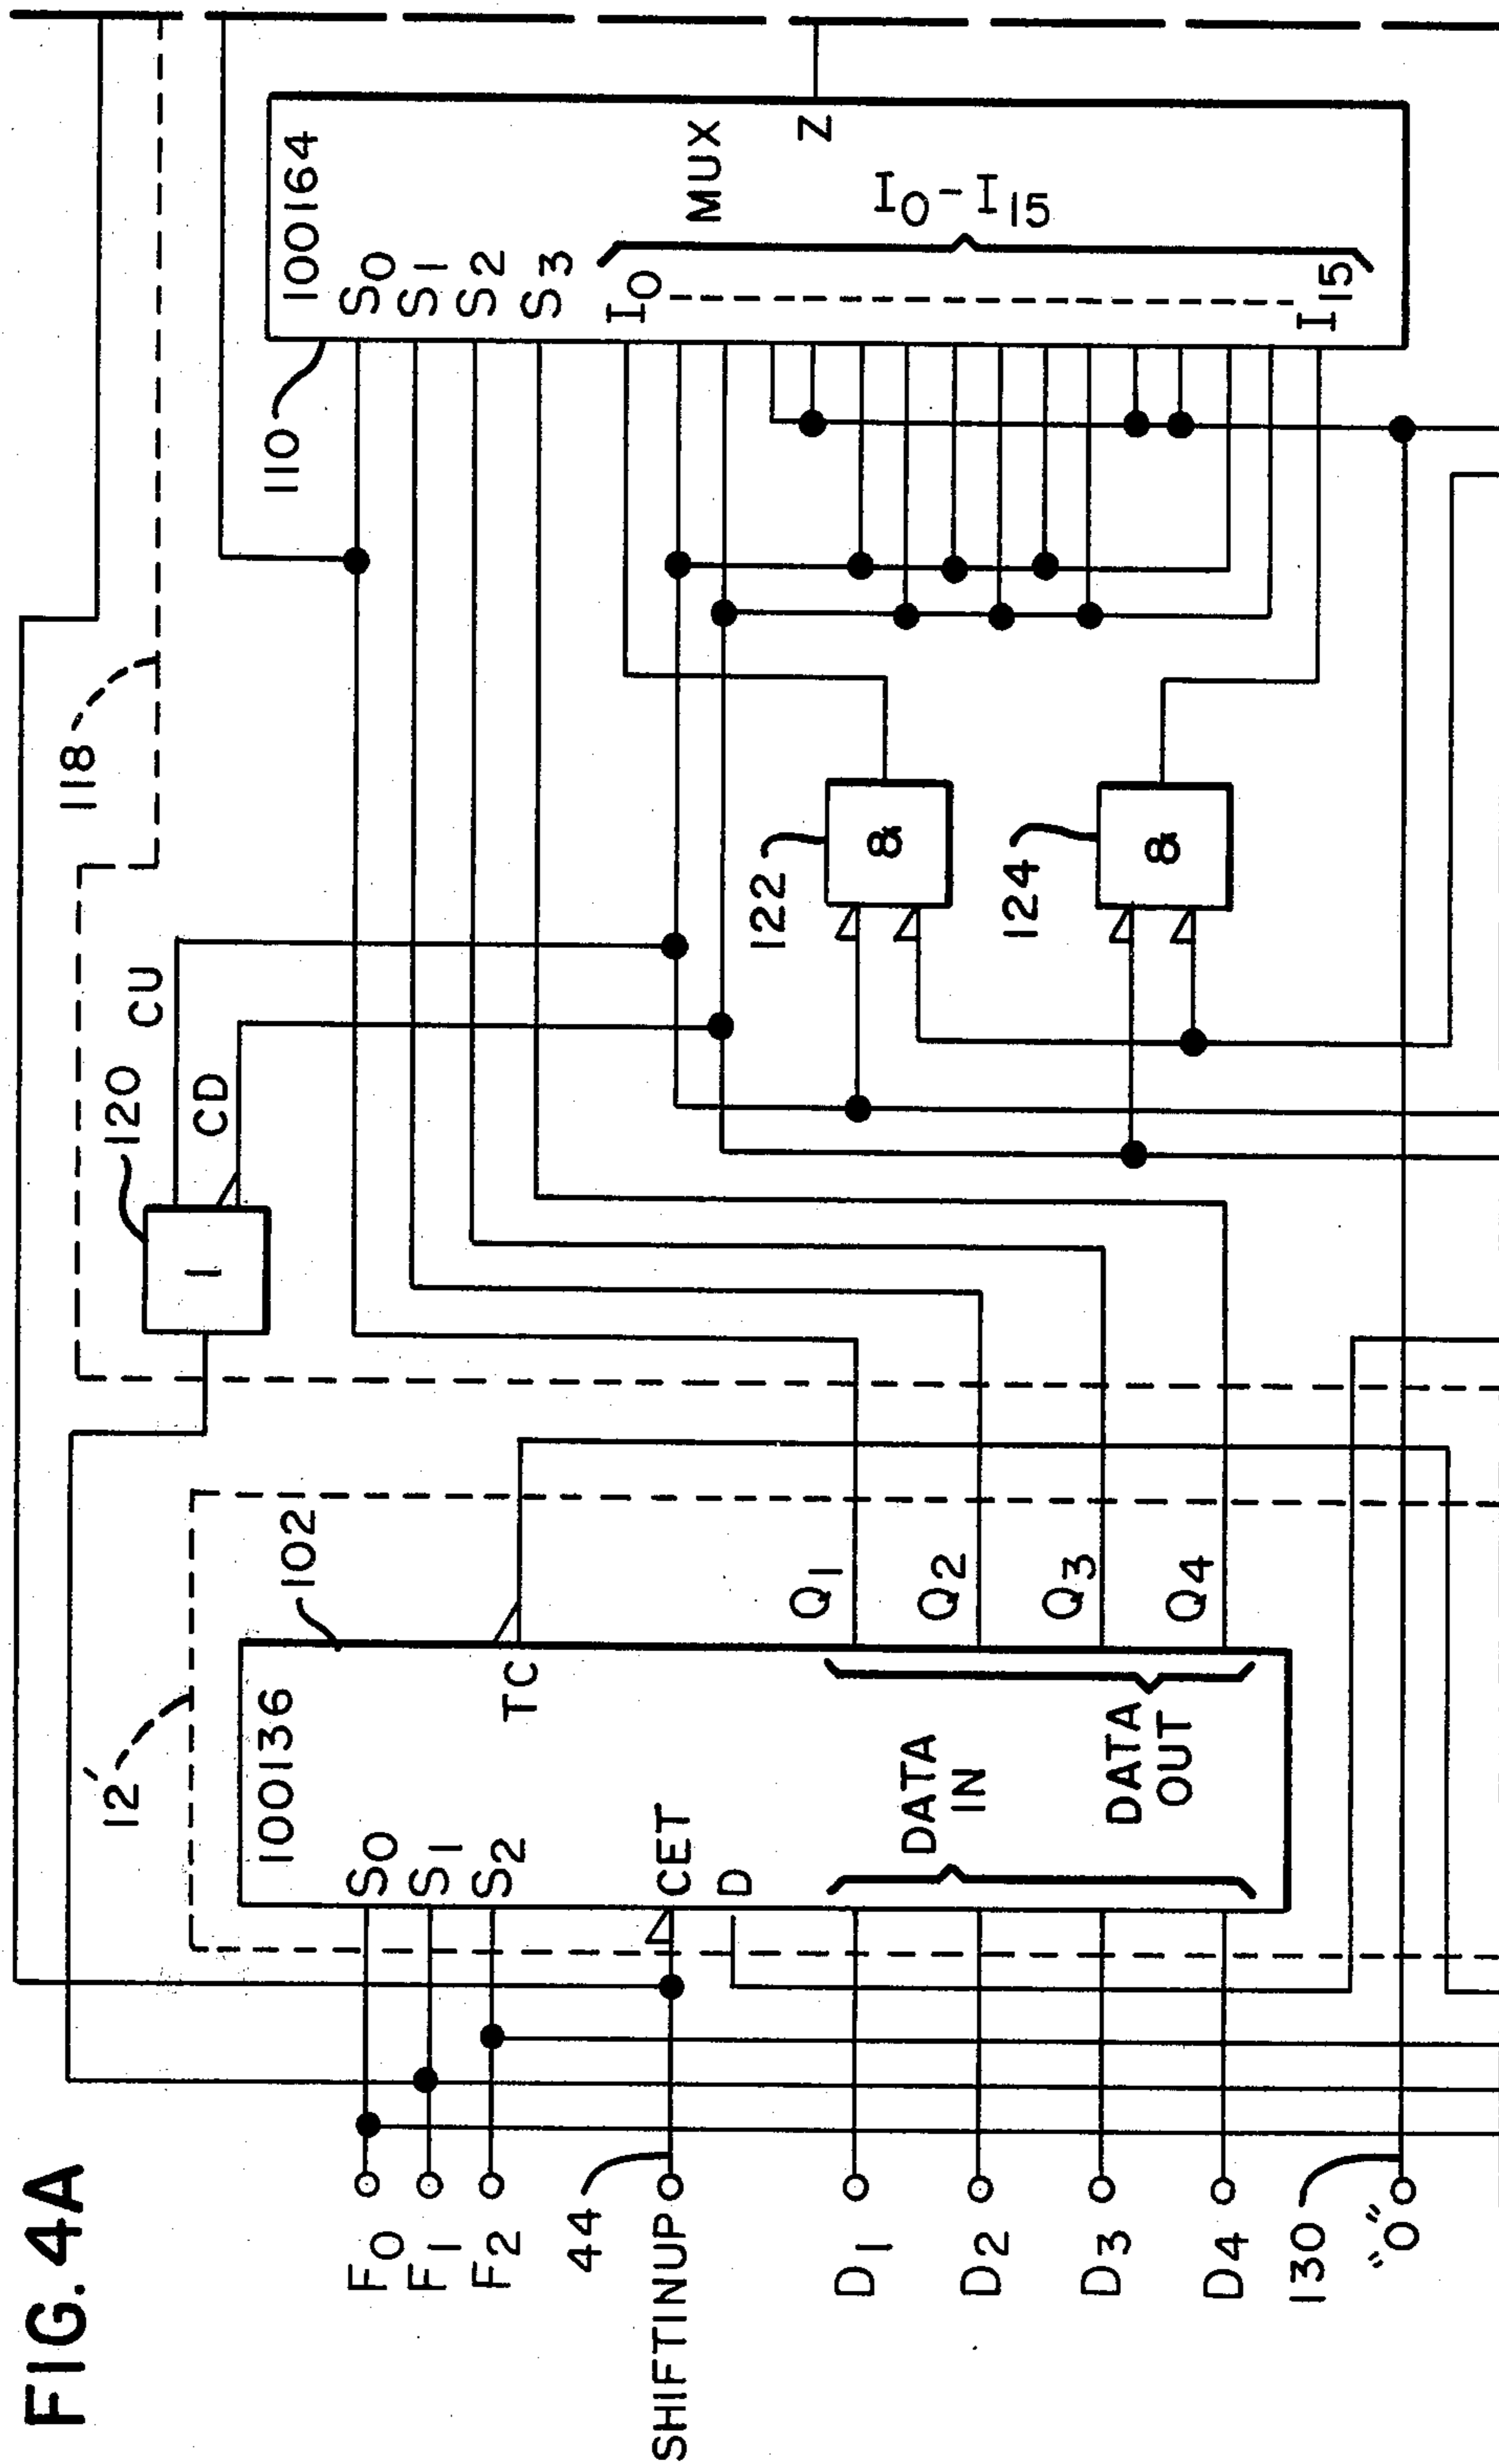 FIG. 4A
F0
F1
F2
44
SHIFTINUP
D1
D2
D3
D4
130
"0"
12'
102
100136
S0
S1
S2
CET
D
TC
DATA
IN
DATA
OUT
Q1
Q2
Q3
Q4
120
1
CU
CD
118
122
&
124
&
110
100164
S0
S1
S2
S3
I0
I15
MUX
I0-I15
Z